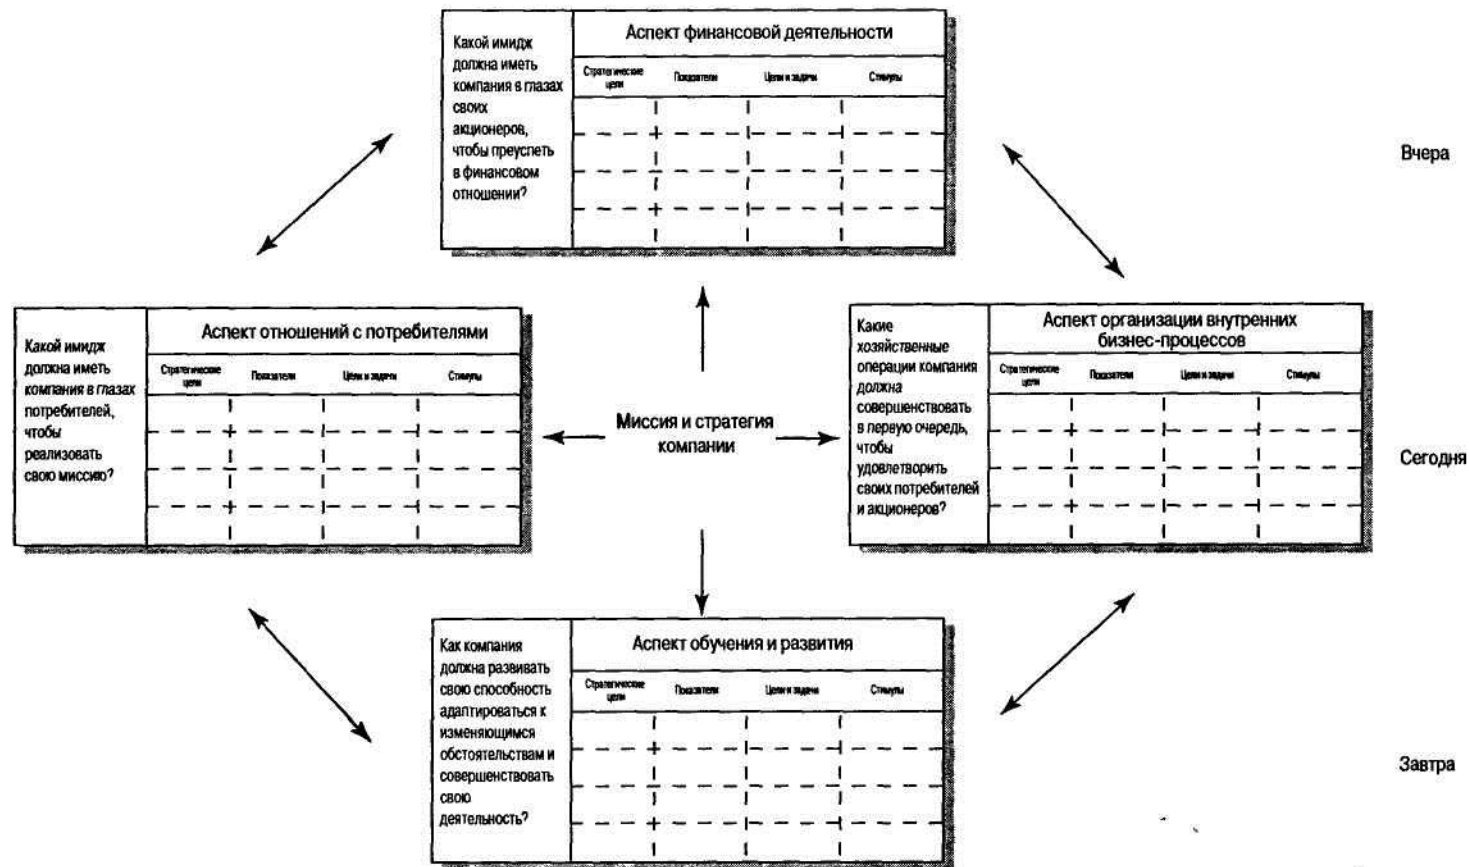 Какой имидж
должна иметь
компания в глазах
своих
акционеров,
чтобы преуспеть
в финансовом
отношении?
Аспект финансовой деятельности
Стратегические
цели
Показатели
Цели и задачи
Стимулы
Вчера
Какой имидж
должна иметь
компания в глазах
потребителей,
чтобы
реализовать
свою миссию?
Аспект отношений с потребителями
Стратегические
цели
Показатели
Цели и задачи
Стимулы
Миссия и стратегия
компании
Какие
хозяйственные
операции компания
должна
совершенствовать
в первую очередь,
чтобы
удовлетворить
своих потребителей
и акционеров?
Аспект организации внутренних
бизнес-процессов
Стратегические
цели
Показатели
Цели и задачи
Стимулы
Сегодня
Как компания
должна развивать
свою способность
адаптироваться к
изменяющимся
обстоятельствам и
совершенствовать
свою
деятельность?
Аспект обучения и развития
Стратегические
цели
Показатели
Цели и задачи
Стимулы
Завтра